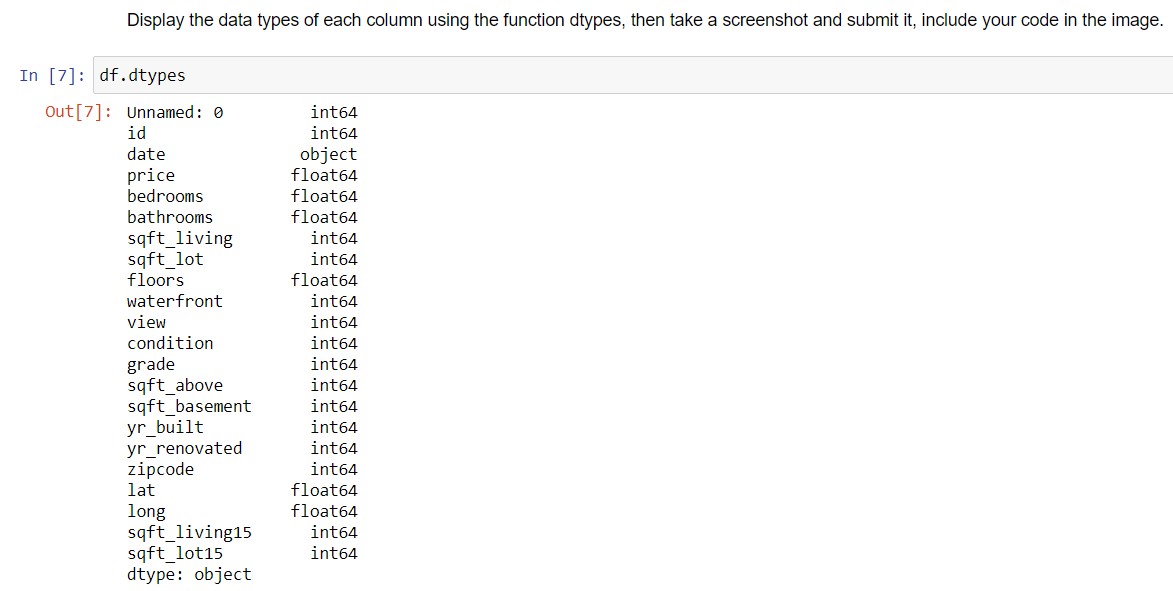 Display the data types of each column using the function dtypes, then take a screenshot and submit it, include your code in the image.
In [7]: df.dtypes
Out[7]: Unnamed: 0 int64
id int64
date object
price float64
bedrooms float64
bathrooms float64
sqft_living int64
sqft_lot int64
floors float64
waterfront int64
view int64
condition int64
grade int64
sqft_above int64
sqft_basement int64
yr_built int64
yr_renovated int64
zipcode int64
lat float64
long float64
sqft_living15 int64
sqft_lot15 int64
dtype: object